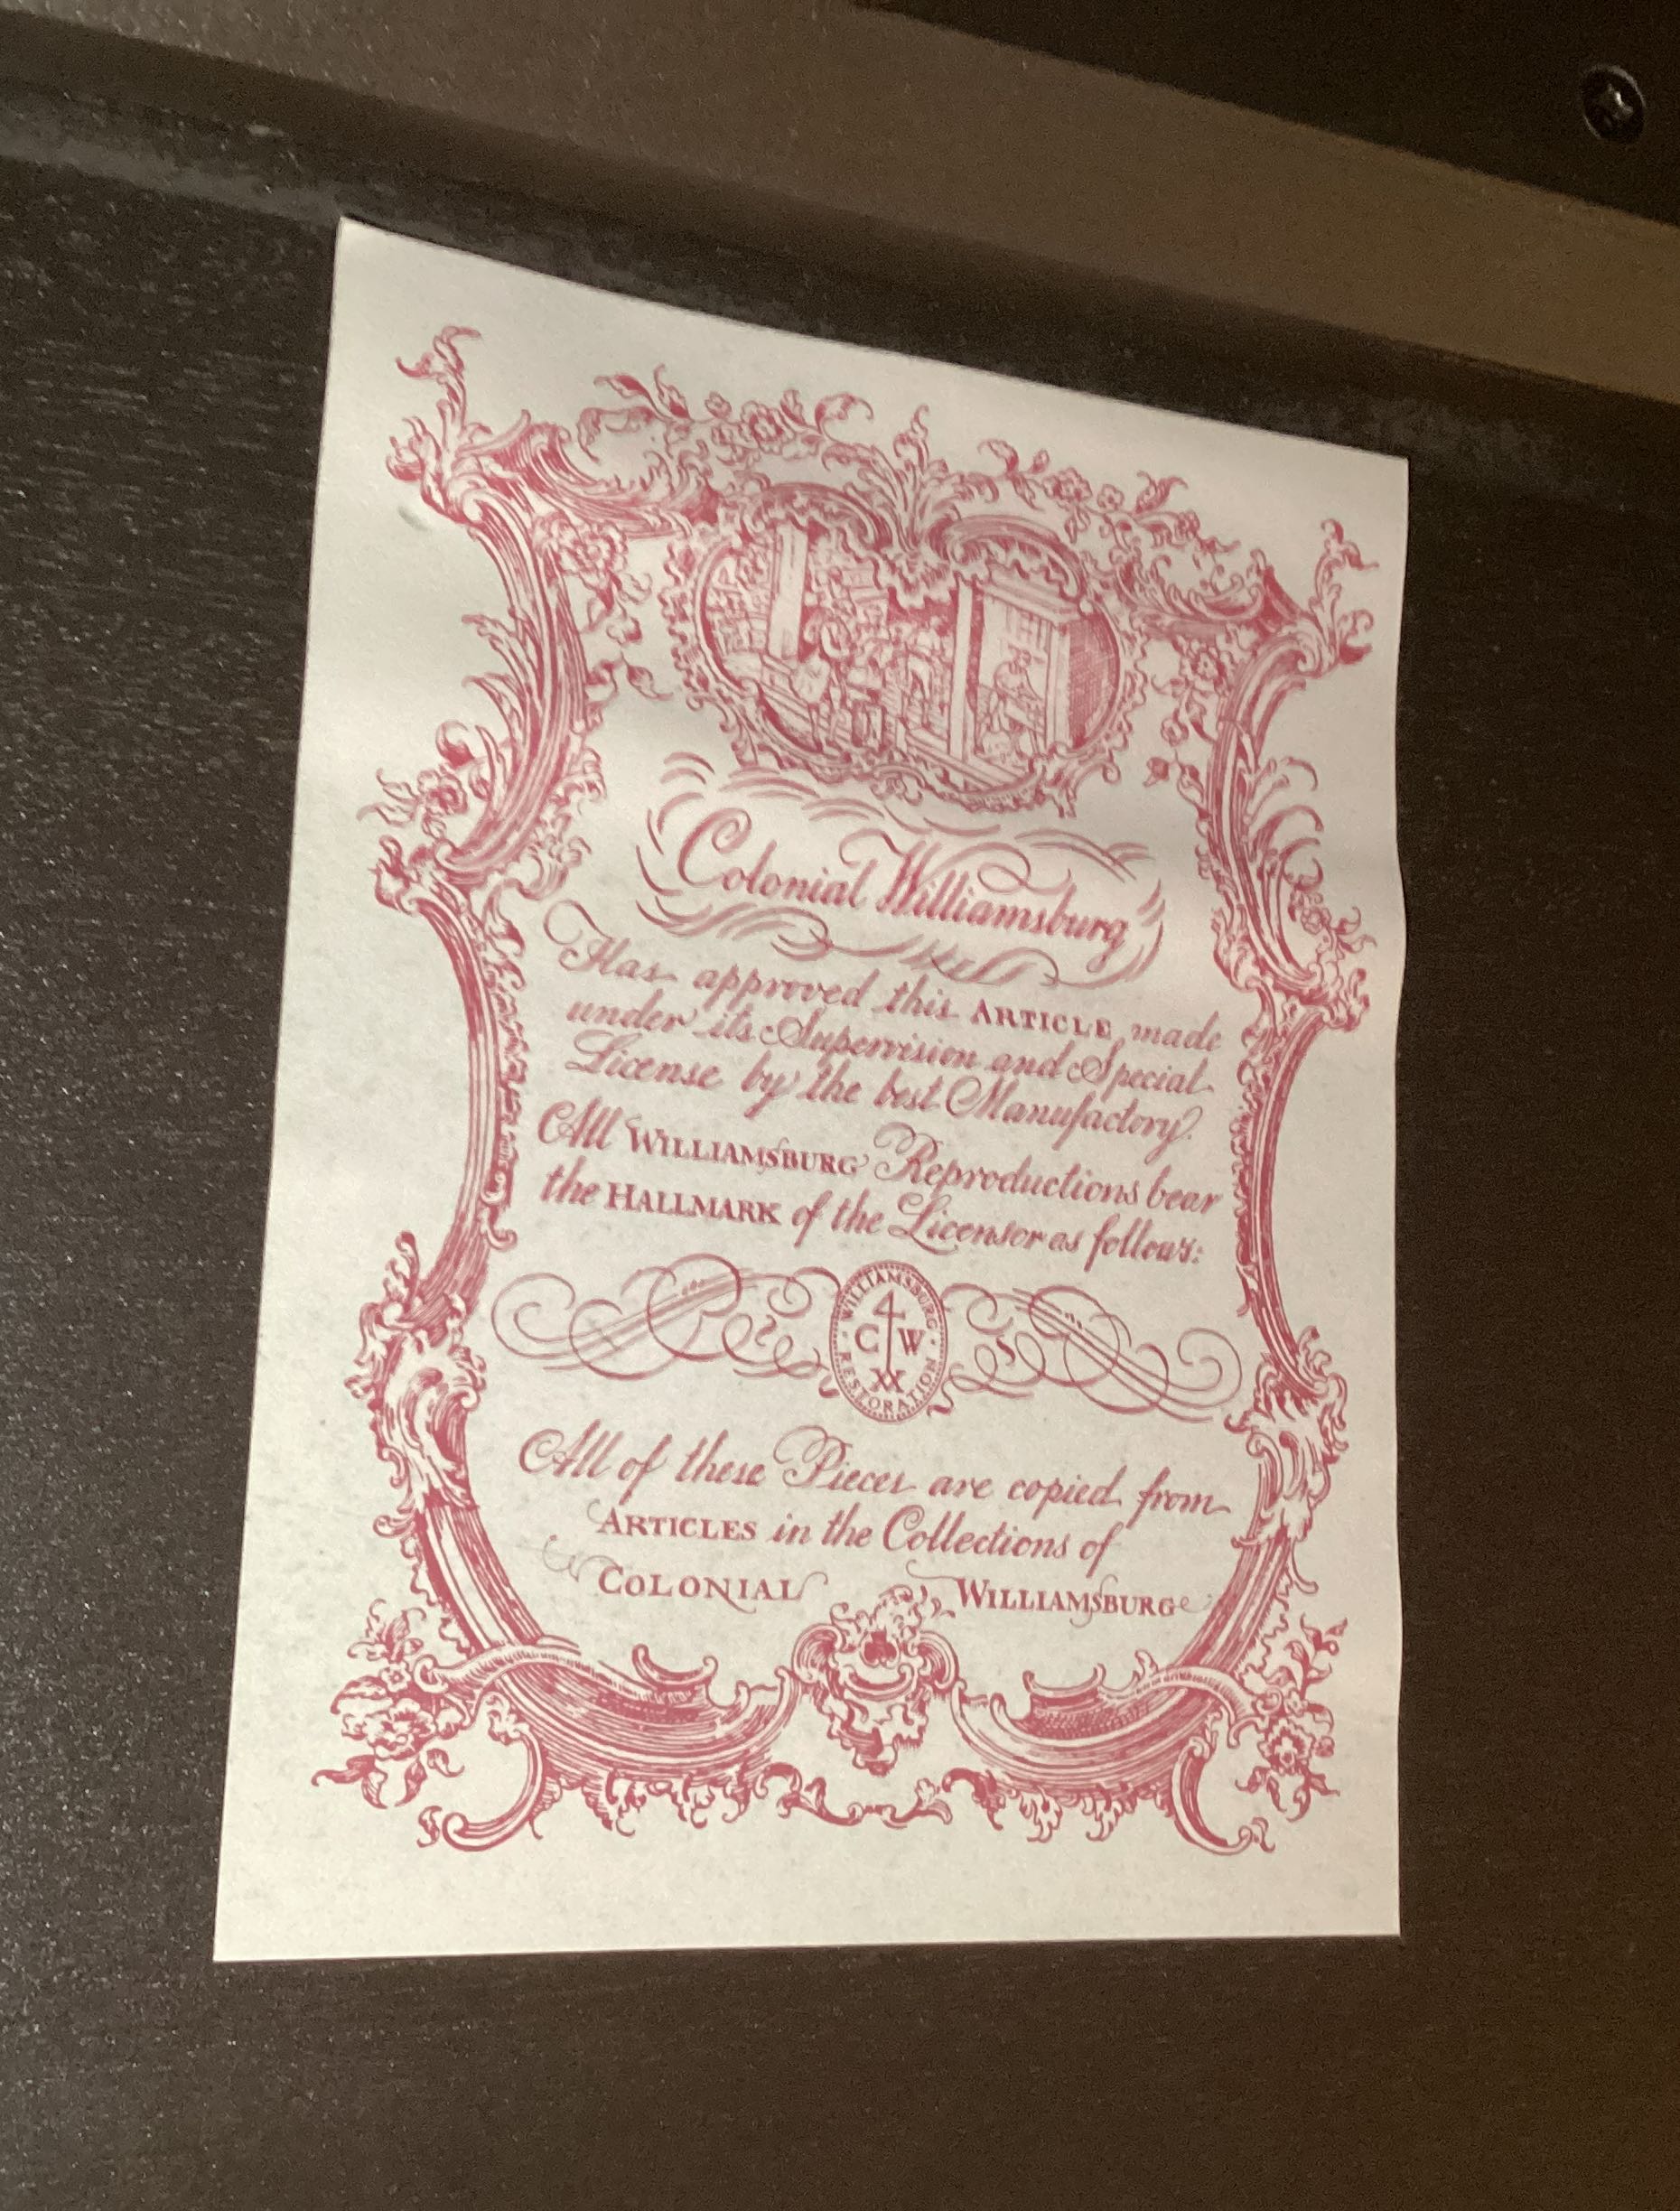 Colonial Williamsburg
Has approved this ARTICLE made
under its Supervision and Special
License by the best Manufactory.
All WILLIAMSBURG Reproductions bear
the HALLMARK of the Licensor as follows:
WILLIAMSBURG
C W
RESTORATION
All of these Pieces are copied from
ARTICLES in the Collections of
COLONIAL WILLIAMSBURG